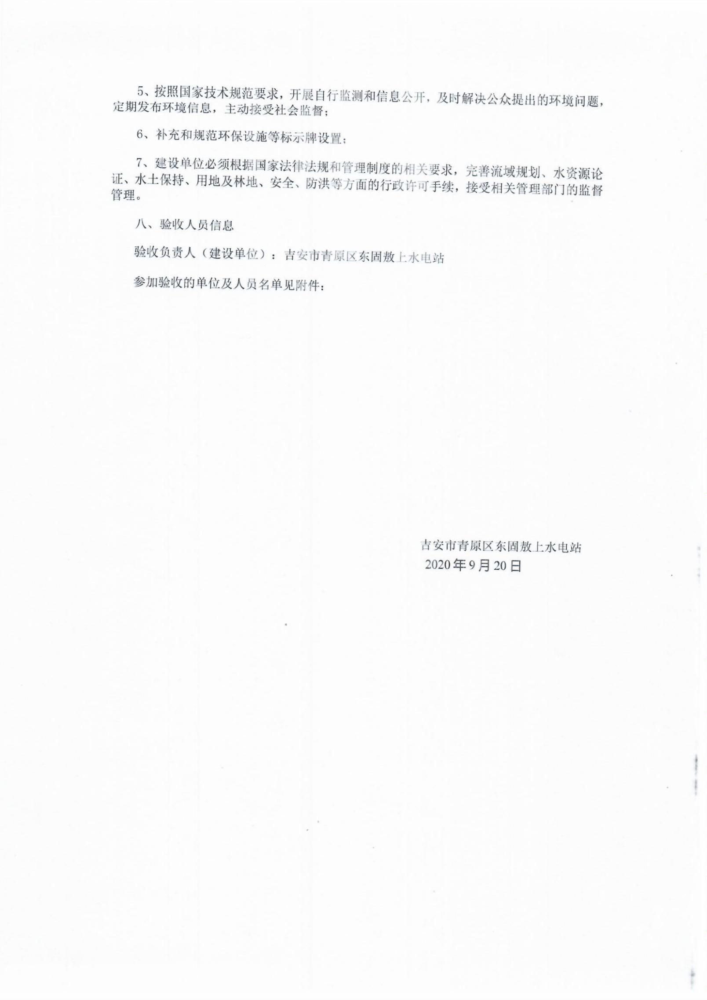 5、按照国家技术规范要求，开展自行监测和信息公开，及时解决公众提出的环境问题，
定期发布环境信息，主动接受社会监督；
6、补充和规范环保设施等标示牌设置；
7、建设单位必须根据国家法律法规和管理制度的相关要求，完善流域规划、水资源论
证、水土保持、用地及林地、安全、防洪等方面的行政许可手续，接受相关管理部门的监督
管理。
八、验收人员信息
验收负责人（建设单位）：吉安市青原区东固敖上水电站
参加验收的单位及人员名单见附件：
吉安市青原区东固敖上水电站
2020年9月20日